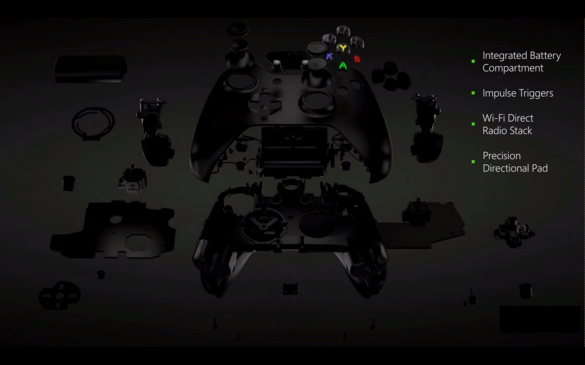 Y
X
B
A
Integrated Battery
Compartment
Impulse Triggers
Wi-Fi Direct
Radio Stack
Precision
Directional Pad